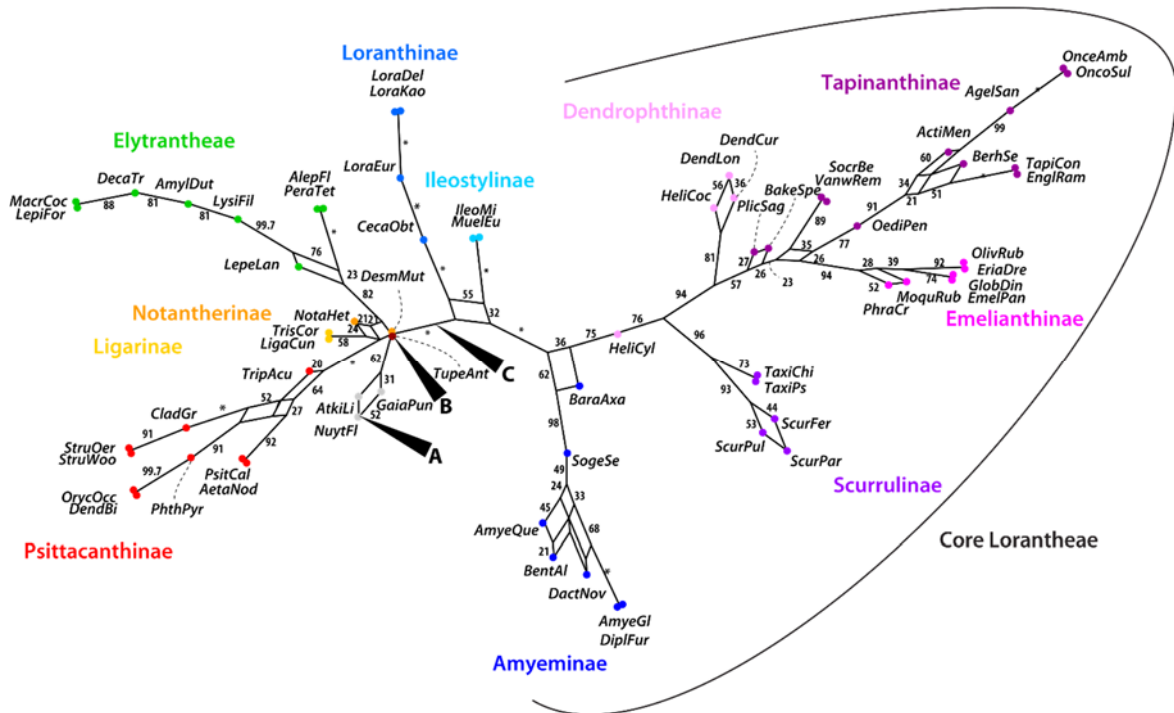 Loranthinae
LoraDel
LoraKao
*
LoraEur
*
CecaObt
*
Ileostylinae
IleoMi
MuelEu
*
55
32
*
Elytrantheae
DecaTr
AmylDut
LysiFil
MacrCoc
LepiFor
88
81
81
99.7
AlepFl
PeraTet
*
76
23
LepeLan
82
DesmMut
Notantherinae
NotaHet
2121
24
Ligarinae
TrisCor
LigaCun
58
*
*
TupeAnt
C
B
A
62
31
52
GaiaPun
AtkiLi
NuytFl
TripAcu
20
64
52
27
CladGr
*
91
StruOer
StruWoo
91
99.7
92
PsitCal
AetaNod
OrycOcc
DendBi
PhthPyr
Psittacanthinae
36
62
BaraAxa
98
SogeSe
49
24
33
45
68
AmyeQue
21
BentAl
*
DactNov
AmyeGl
DiplFur
Amyeminae
75
76
HeliCyl
94
96
73
TaxiChi
TaxiPs
93
44
53
ScurFer
ScurPul
ScurPar
Scurrulinae
Dendrophthinae
DendCur
DendLon
56
36
HeliCoc
PlicSag
81
57
BakeSpe
27
26
23
SocrBe
VanwRem
89
35
26
77
OediPen
91
94
Tapinanthinae
OnceAmb
OncoSul
*
AgelSan
99
ActiMen
60
BerhSe
34
21
51
*
TapiCon
EnglRam
28
39
92
74
52
OlivRub
EriaDre
GlobDin
EmelPan
MoquRub
PhraCr
Emelianthinae
Core Lorantheae